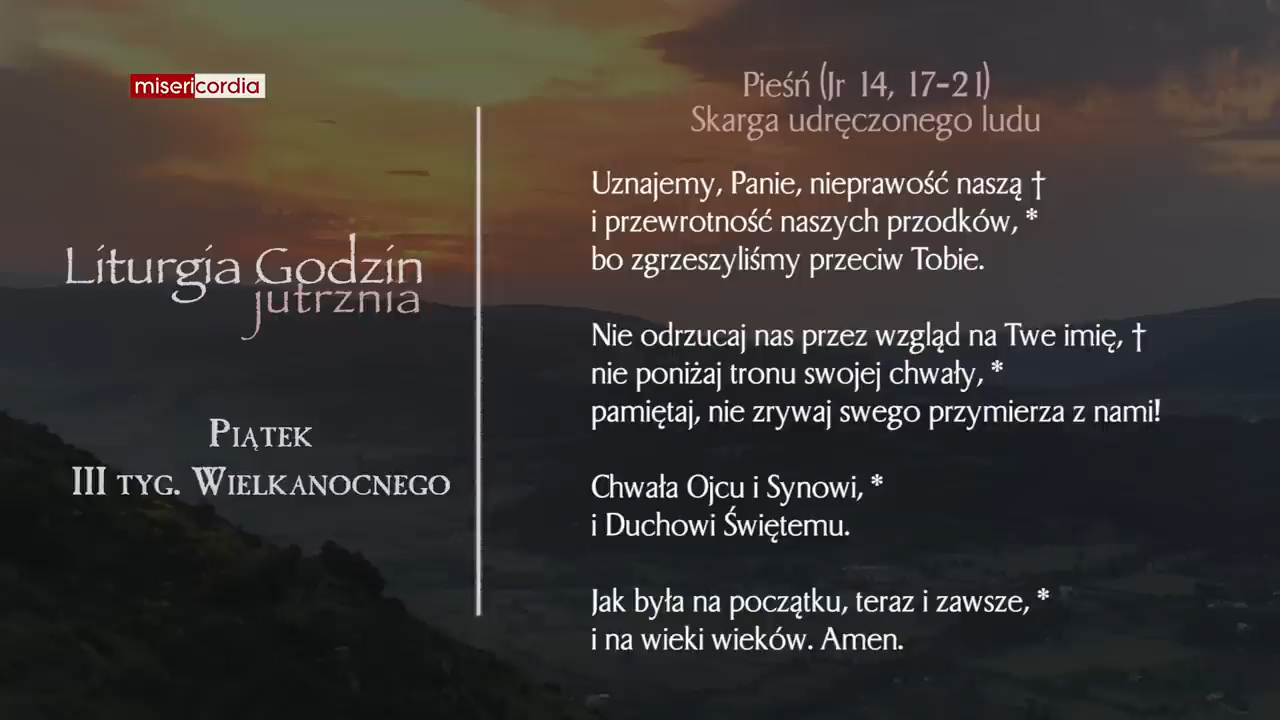 misericordia
Liturgia Godzin
jutrznia
Piątek
III tyg. Wielkanocnego
Pieśń (Jr 14, 17-21)
Skarga udręczonego ludu
Uznajemy, Panie, nieprawość naszą †
i przewrotność naszych przodków, *
bo zgrzeszyliśmy przeciw Tobie.
Nie odrzucaj nas przez wzgląd na Twe imię, †
nie poniżaj tronu swojej chwały, *
pamiętaj, nie zrywaj swego przymierza z nami!
Chwała Ojcu i Synowi, *
i Duchowi Świętemu.
Jak była na początku, teraz i zawsze, *
i na wieki wieków. Amen.